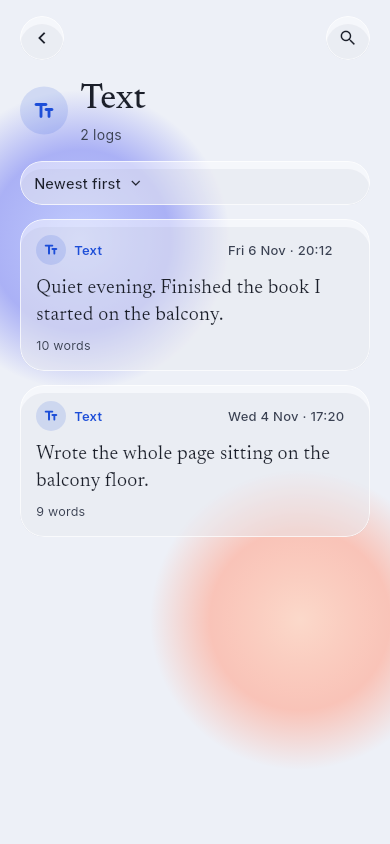 Text
2 logs
Newest first
Text Fri 6 Nov · 20:12
Quiet evening. Finished the book I
started on the balcony.
10 words
Text Wed 4 Nov · 17:20
Wrote the whole page sitting on the
balcony floor.
9 words